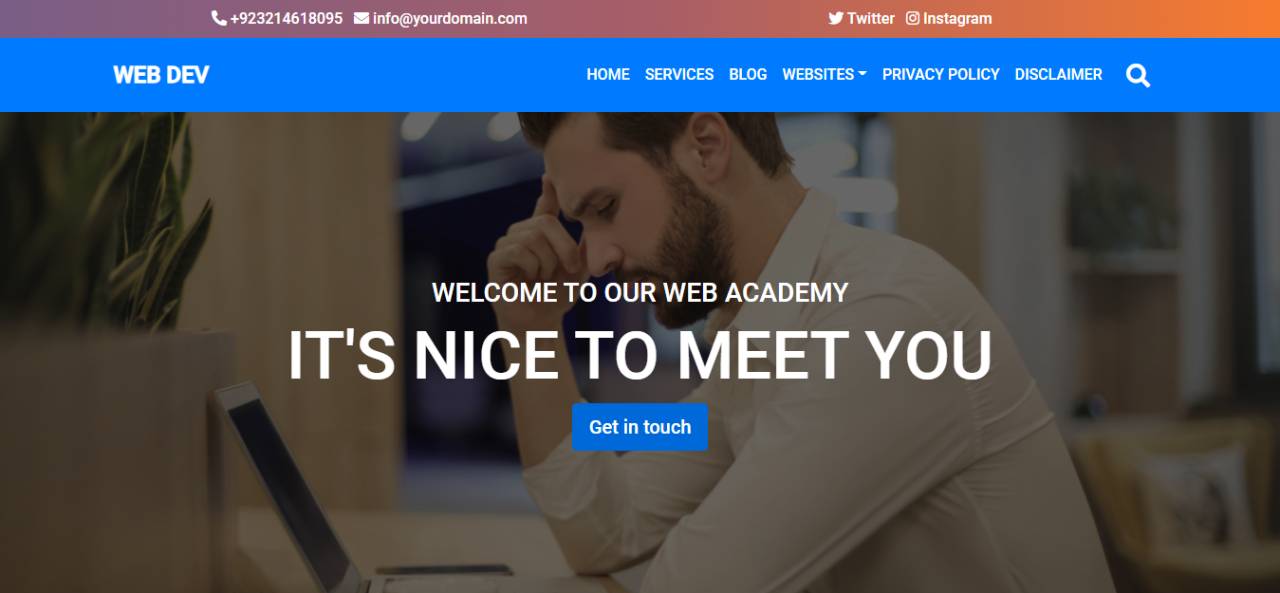 +923214618095 info@yourdomain.com Twitter Instagram
WEB DEV HOME SERVICES BLOG WEBSITES PRIVACY POLICY DISCLAIMER
WELCOME TO OUR WEB ACADEMY
IT'S NICE TO MEET YOU
Get in touch